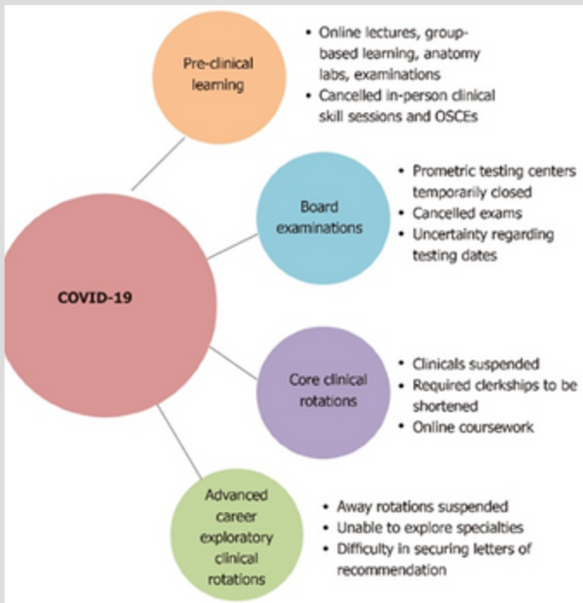 Pre-clinical
learning
• Online lectures, group-
based learning, anatomy
labs, examinations
• Cancelled in-person clinical
skill sessions and OSCEs
Board
examinations
• Prometric testing centers
temporarily closed
• Cancelled exams
• Uncertainty regarding
testing dates
COVID-19
Core clinical
rotations
• Clinicals suspended
• Required clerkships to be
shortened
• Online coursework
Advanced
career
exploratory
clinical
rotations
• Away rotations suspended
• Unable to explore specialties
• Difficulty in securing letters of
recommendation